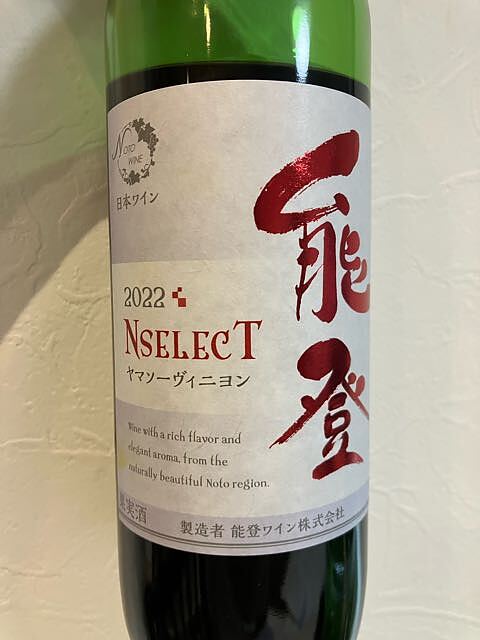 NOTO
WINE
日本ワイン
能登
2022
NSELECT
ヤマソーヴィニヨン
Wine with a rich flavor and
elegant aroma, from the
naturally beautiful Noto region.
果実酒
製造者 能登ワイン株式会社